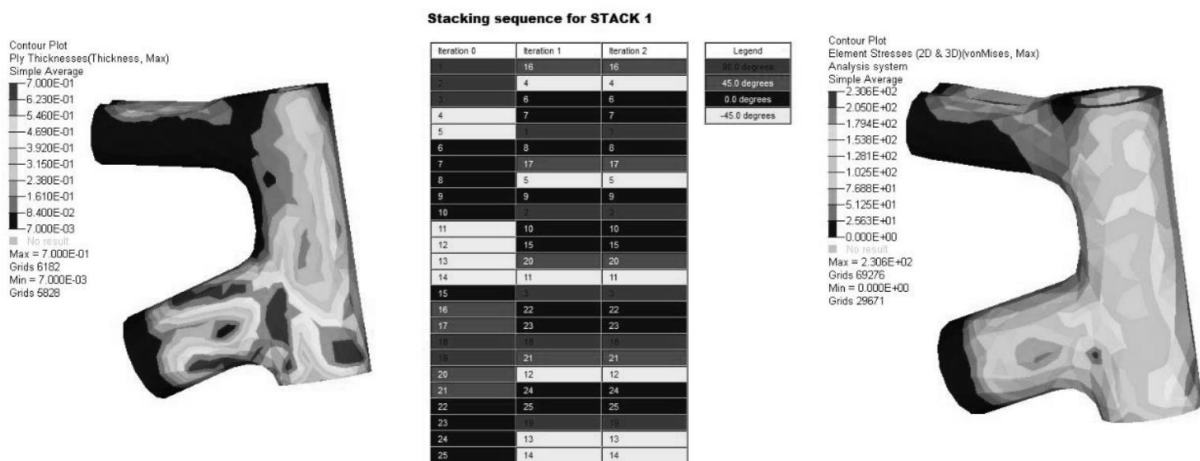 Stacking sequence for STACK 1
Contour Plot
Ply Thicknesses(Thickness, Max)
Simple Average
7.000E-01
6.230E-01
5.460E-01
4.690E-01
3.920E-01
3.150E-01
2.380E-01
1.610E-01
8.400E-02
7.000E-03
No result
Max = 7.000E-01
Grids 6182
Min = 7.000E-03
Grids 5828
Iteration 0 Iteration 1 Iteration 2
1 16 16
2 4 4
3 6 6
4 7 7
5 1 1
6 8 8
7 17 17
8 5 5
9 9 9
10 2 2
11 10 10
12 15 15
13 20 20
14 11 11
15 3 3
16 22 22
17 23 23
18 18 18
19 21 21
20 12 12
21 24 24
22 25 25
23 19 19
24 13 13
25 14 14
Legend
90.0 degrees
45.0 degrees
0.0 degrees
-45.0 degrees
Contour Plot
Element Stresses (2D & 3D)(vonMises, Max)
Analysis system
Simple Average
2.306E+02
2.050E+02
1.794E+02
1.538E+02
1.281E+02
1.025E+02
7.688E+01
5.125E+01
2.563E+01
0.000E+00
No result
Max = 2.306E+02
Grids 69276
Min = 0.000E+00
Grids 29671